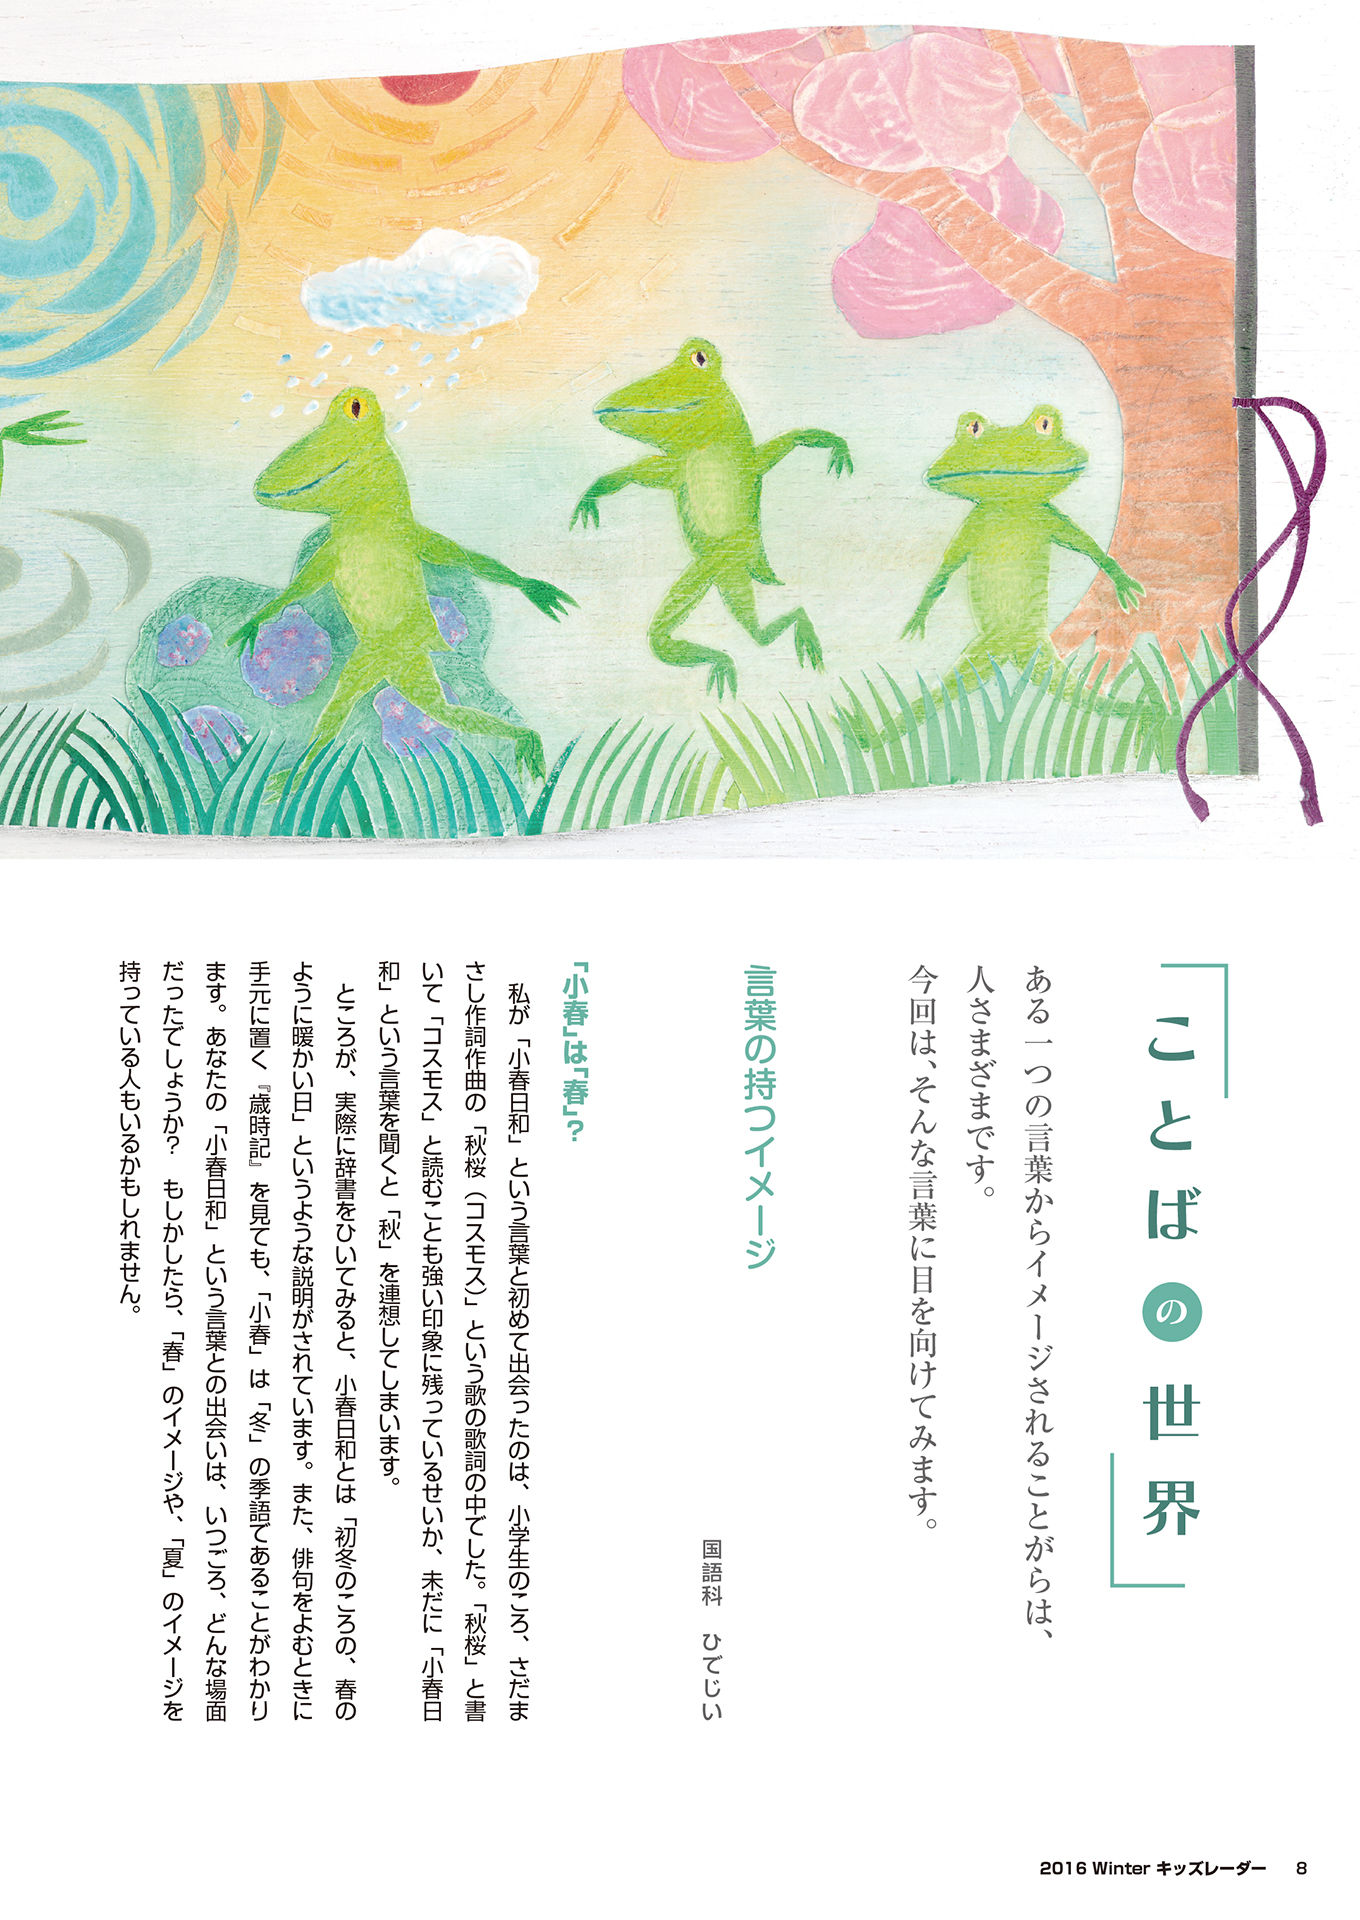 「ことばの世界」
ある一つの言葉からイメージされることがらは、
人さまざまです。
今回は、そんな言葉に目を向けてみます。
言葉の持つイメージ
国語科　ひでじい
「小春」は「春」？
私が「小春日和」という言葉と初めて出会ったのは、小学生のころ、さだま
さし作詞作曲の「秋桜（コスモス）」という歌の歌詞の中でした。「秋桜」と書
いて「コスモス」と読むことも強い印象に残っているせいか、未だに「小春日
和」という言葉を聞くと「秋」を連想してしまいます。
ところが、実際に辞書をひいてみると、小春日和とは「初冬のころの、春の
ように暖かい日」というような説明がされています。また、俳句をよむときに
手元に置く『歳時記』を見ても、「小春」は「冬」の季語であることがわかり
ます。あなたの「小春日和」という言葉との出会いは、いつごろ、どんな場面
だったでしょうか？　もしかしたら、「春」のイメージや、「夏」のイメージを
持っている人もいるかもしれません。
2016 Winter キッズレーダー　8